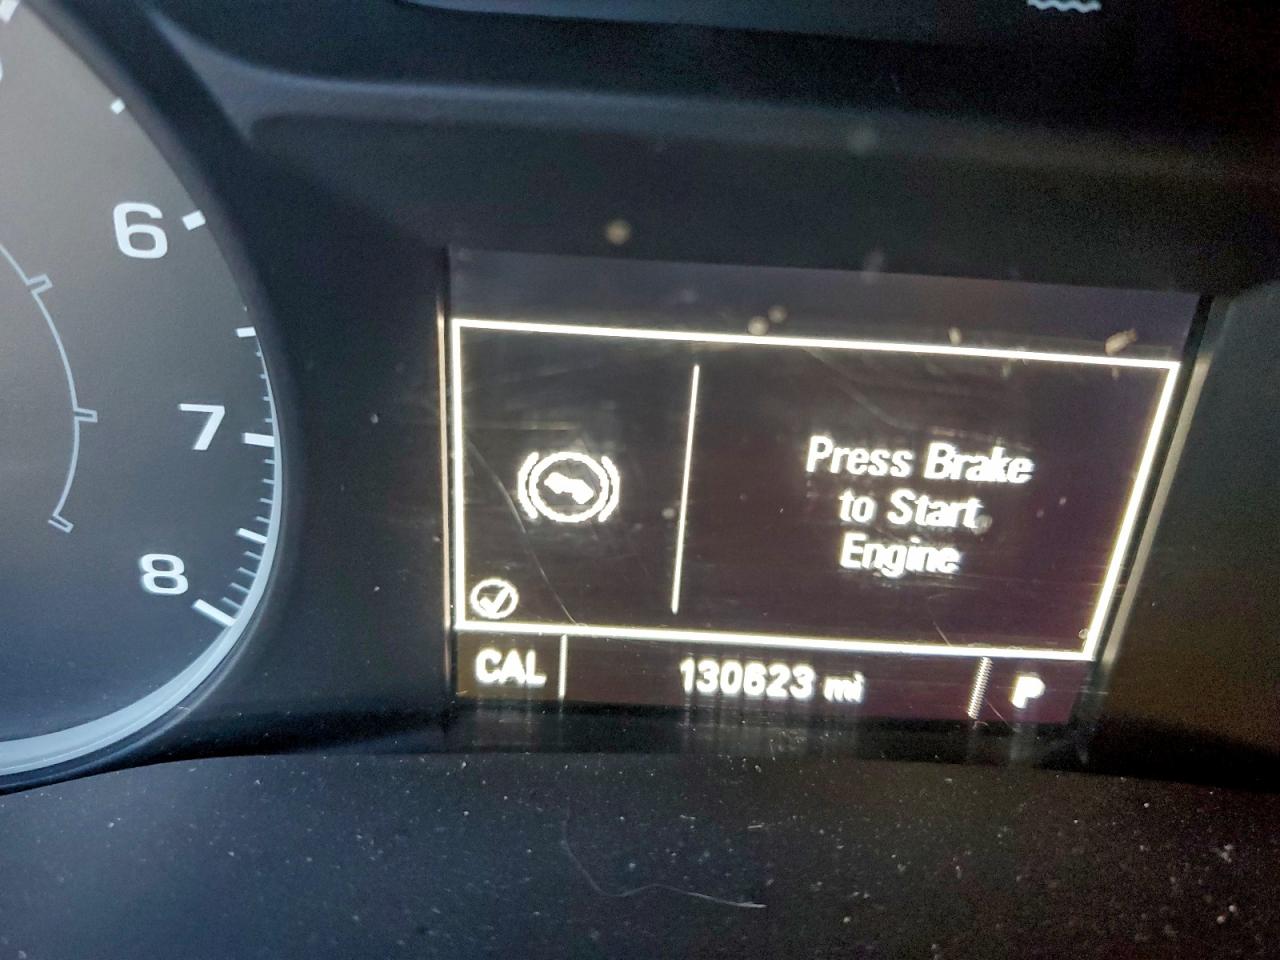 6
7
8
Press Brake
to Start
Engine
CAL 130623 mi P